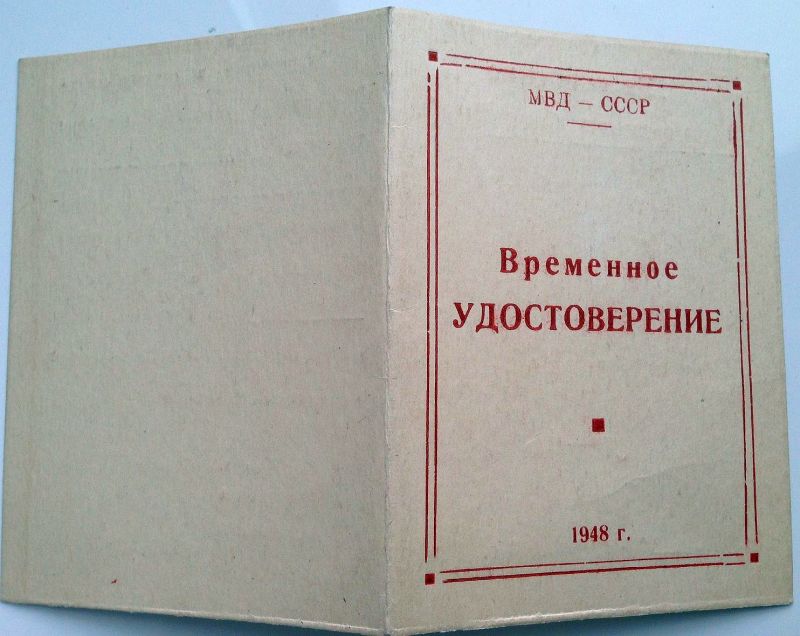 МВД — СССР
Временное
УДОСТОВЕРЕНИЕ
1948 г.